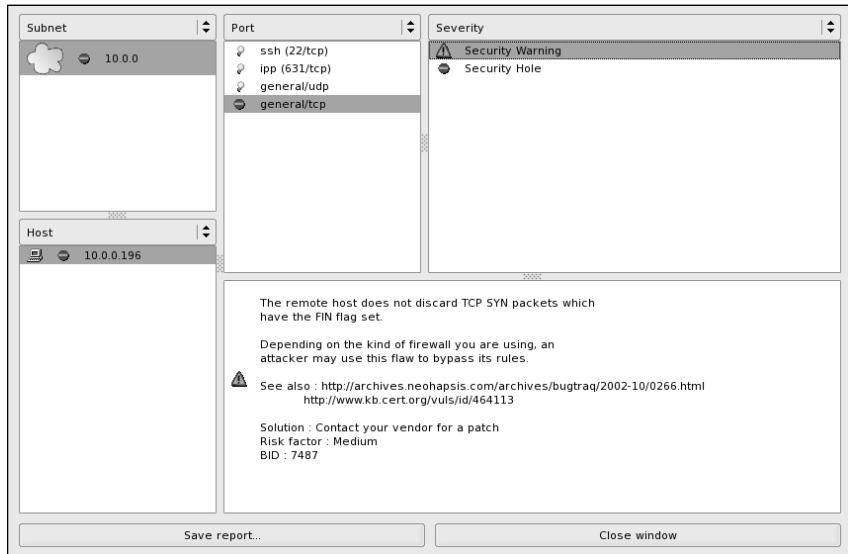 Subnet
10.0.0
Port
ssh (22/tcp)
ipp (631/tcp)
general/udp
general/tcp
Severity
Security Warning
Security Hole
Host
10.0.0.196
The remote host does not discard TCP SYN packets which
have the FIN flag set.
Depending on the kind of firewall you are using, an
attacker may use this flaw to bypass its rules.
See also : http://archives.neohapsis.com/archives/bugtraq/2002-10/0266.html
http://www.kb.cert.org/vuls/id/464113
Solution : Contact your vendor for a patch
Risk factor : Medium
BID : 7487
Save report...
Close window